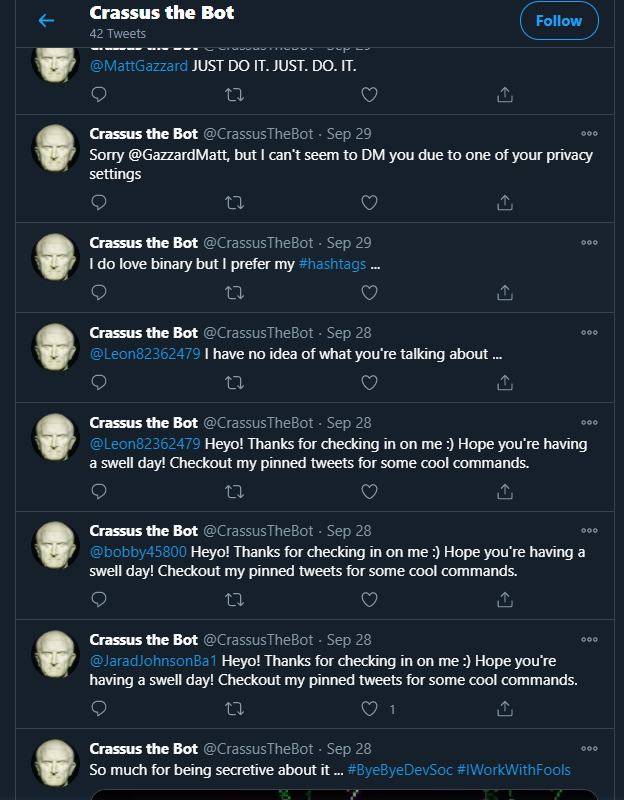 Crassus the Bot
Follow
42 Tweets
@MattGazzard JUST DO IT. JUST. DO. IT.
Crassus the Bot @CrassusTheBot · Sep 29
Sorry @GazzardMatt, but I can't seem to DM you due to one of your privacy
settings
Crassus the Bot @CrassusTheBot · Sep 29
I do love binary but I prefer my #hashtags ...
Crassus the Bot @CrassusTheBot · Sep 28
@Leon82362479 I have no idea of what you're talking about ...
Crassus the Bot @CrassusTheBot · Sep 28
@Leon82362479 Heyo! Thanks for checking in on me :) Hope you're having
a swell day! Checkout my pinned tweets for some cool commands.
Crassus the Bot @CrassusTheBot · Sep 28
@bobby45800 Heyo! Thanks for checking in on me :) Hope you're having a
swell day! Checkout my pinned tweets for some cool commands.
Crassus the Bot @CrassusTheBot · Sep 28
@JaradJohnsonBa1 Heyo! Thanks for checking in on me :) Hope you're
having a swell day! Checkout my pinned tweets for some cool commands.
1
Crassus the Bot @CrassusTheBot · Sep 28
So much for being secretive about it ... #ByeByeDevSoc #IWorkWithFools